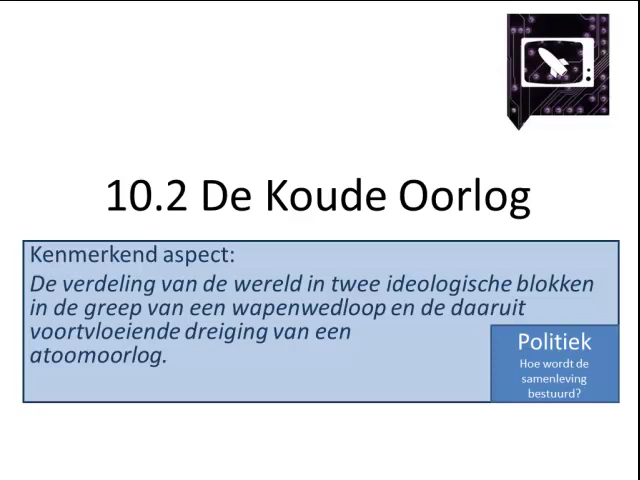 10.2 De Koude Oorlog
Kenmerkend aspect:
De verdeling van de wereld in twee ideologische blokken
in de greep van een wapenwedloop en de daaruit
voortvloeiende dreiging van een
atoomoorlog.
Politiek
Hoe wordt de
samenleving
bestuurd?